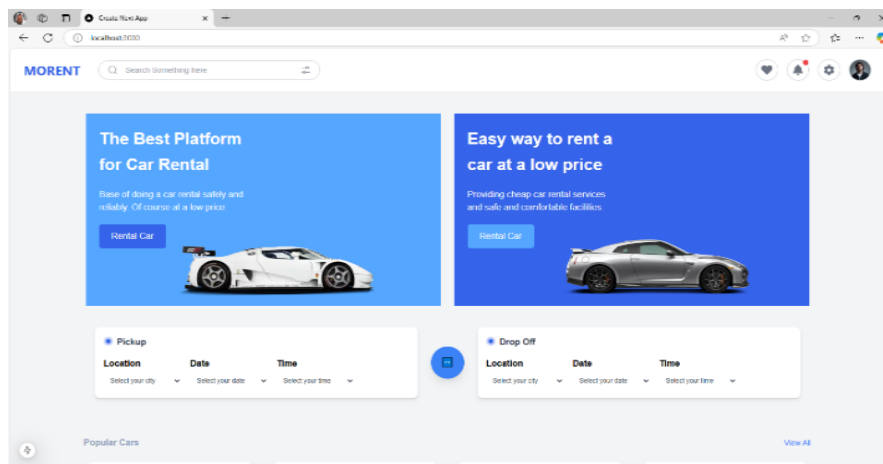 Create Next App
localhost:3000
MORENT
Search Something here
The Best Platform
for Car Rental
Base of doing a car rental safely and
reliably. Of course at a low price.
Rental Car
Easy way to rent a
car at a low price
Providing cheap car rental services
and safe and comfortable facilities.
Rental Car
Pickup
Location Date Time
Select your city Select your date Select your time
Drop Off
Location Date Time
Select your city Select your date Select your time
Popular Cars
View All